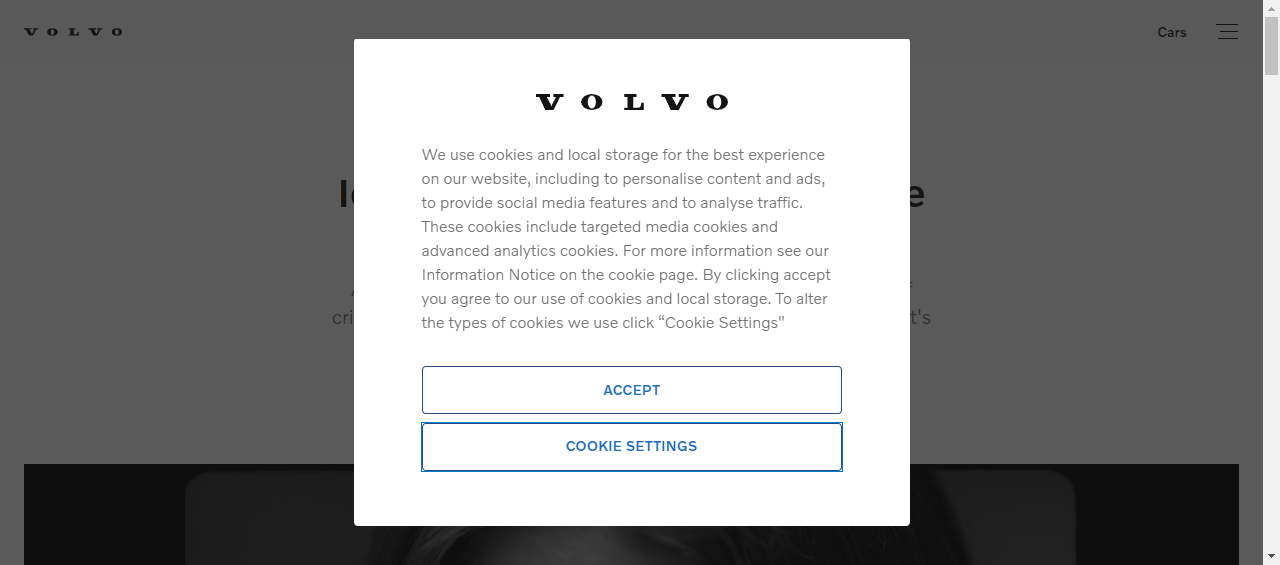 VOLVO
Cars
VOLVO
We use cookies and local storage for the best experience
on our website, including to personalise content and ads,
to provide social media features and to analyse traffic.
These cookies include targeted media cookies and
advanced analytics cookies. For more information see our
Information Notice on the cookie page. By clicking accept
you agree to our use of cookies and local storage. To alter
the types of cookies we use click “Cookie Settings"
ACCEPT
COOKIE SETTINGS